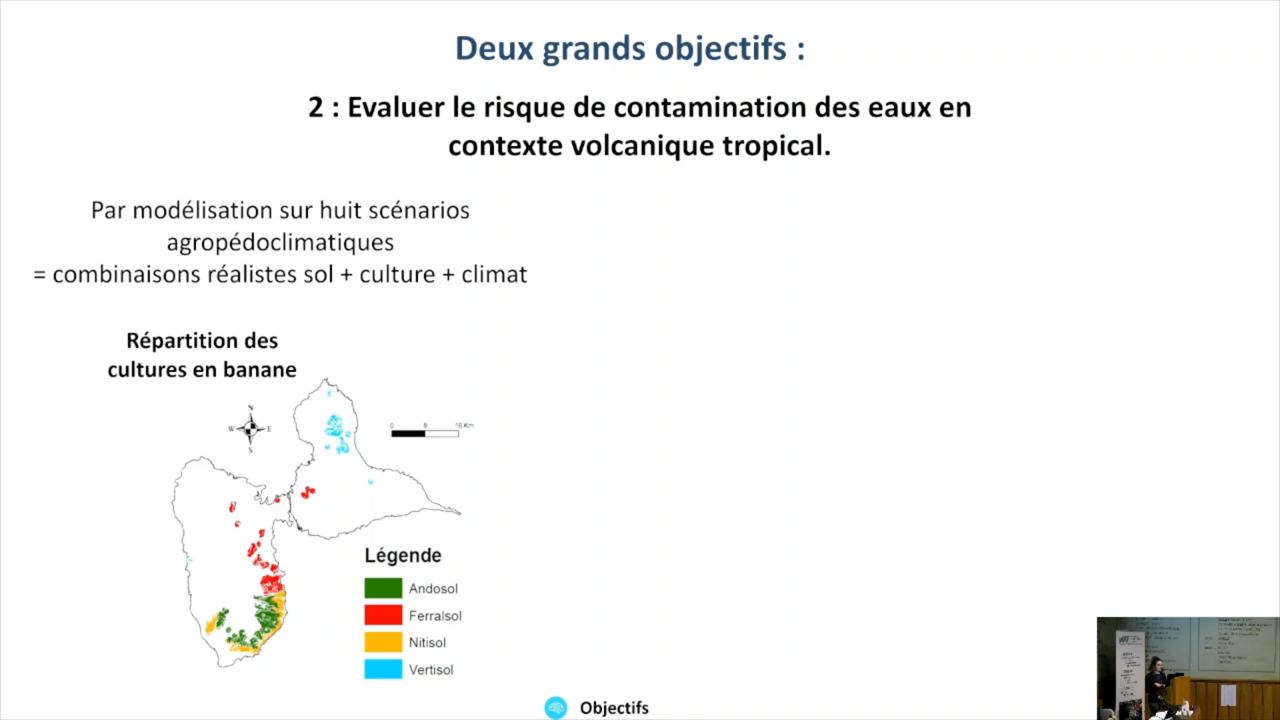 Deux grands objectifs :
2 : Evaluer le risque de contamination des eaux en
contexte volcanique tropical.
Par modélisation sur huit scénarios
agropédoclimatiques
= combinaisons réalistes sol + culture + climat
Répartition des
cultures en banane
N
W
E
S
0
8
16 Km
Légende
Andosol
Ferralsol
Nitisol
Vertisol
Objectifs